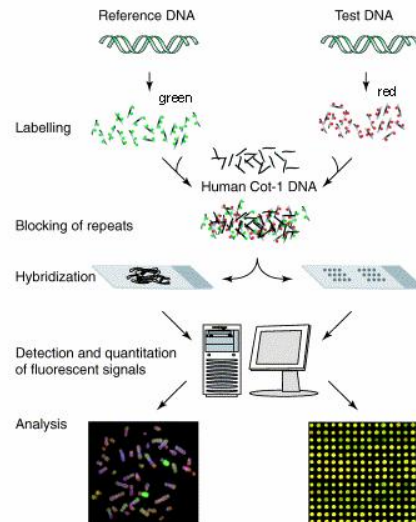 Reference DNA
Test DNA
green
red
Labelling
Human Cot-1 DNA
Blocking of repeats
Hybridization
Detection and quantitation
of fluorescent signals
Analysis